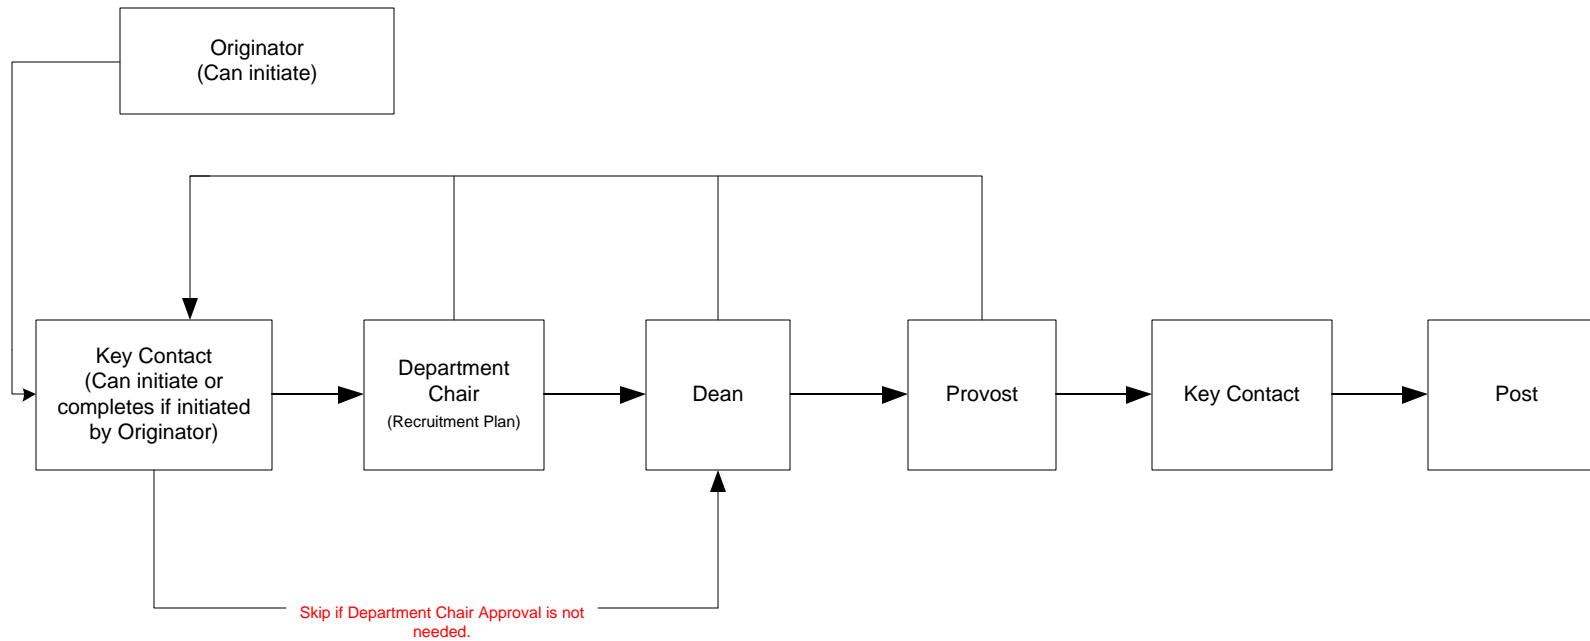 Originator
(Can initiate)
Key Contact
(Can initiate or
completes if initiated
by Originator)
Department
Chair
(Recruitment Plan)
Dean
Provost
Key Contact
Post
Skip if Department Chair Approval is not
needed.